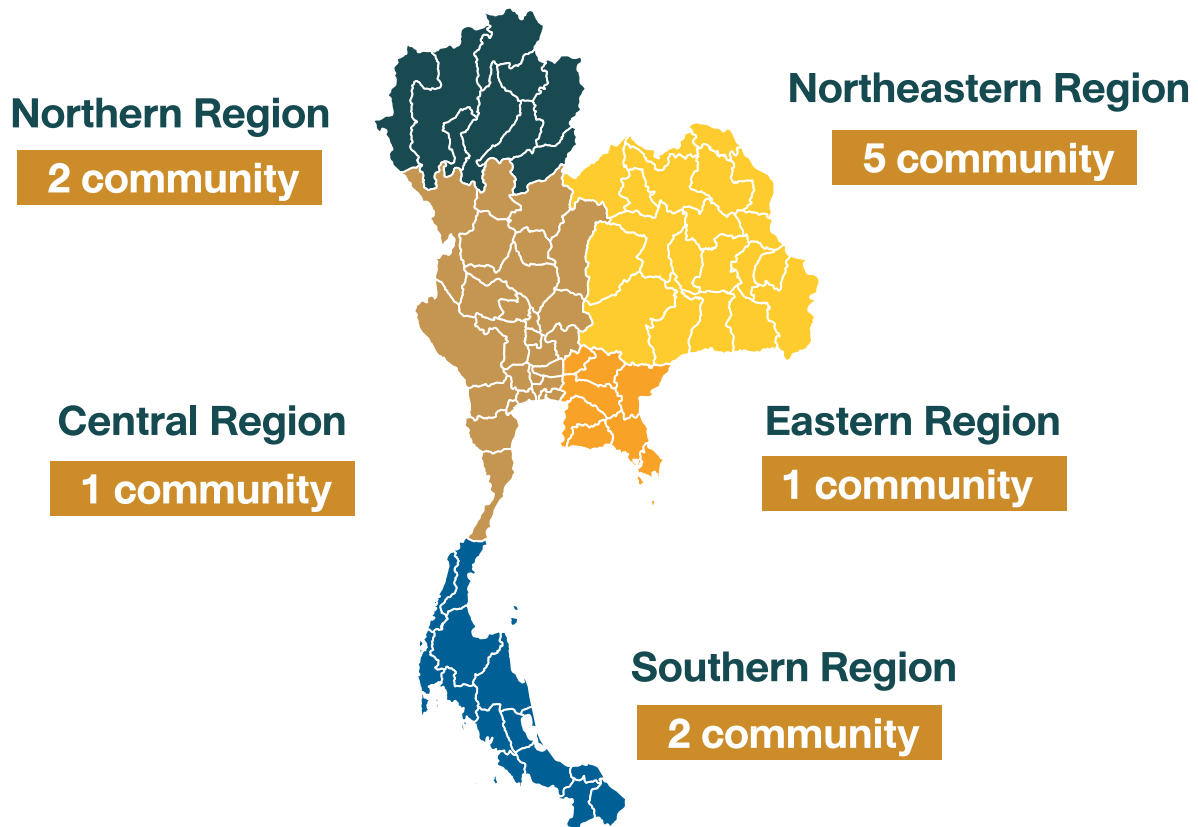 Northern Region
2 community
Northeastern Region
5 community
Central Region
1 community
Eastern Region
1 community
Southern Region
2 community